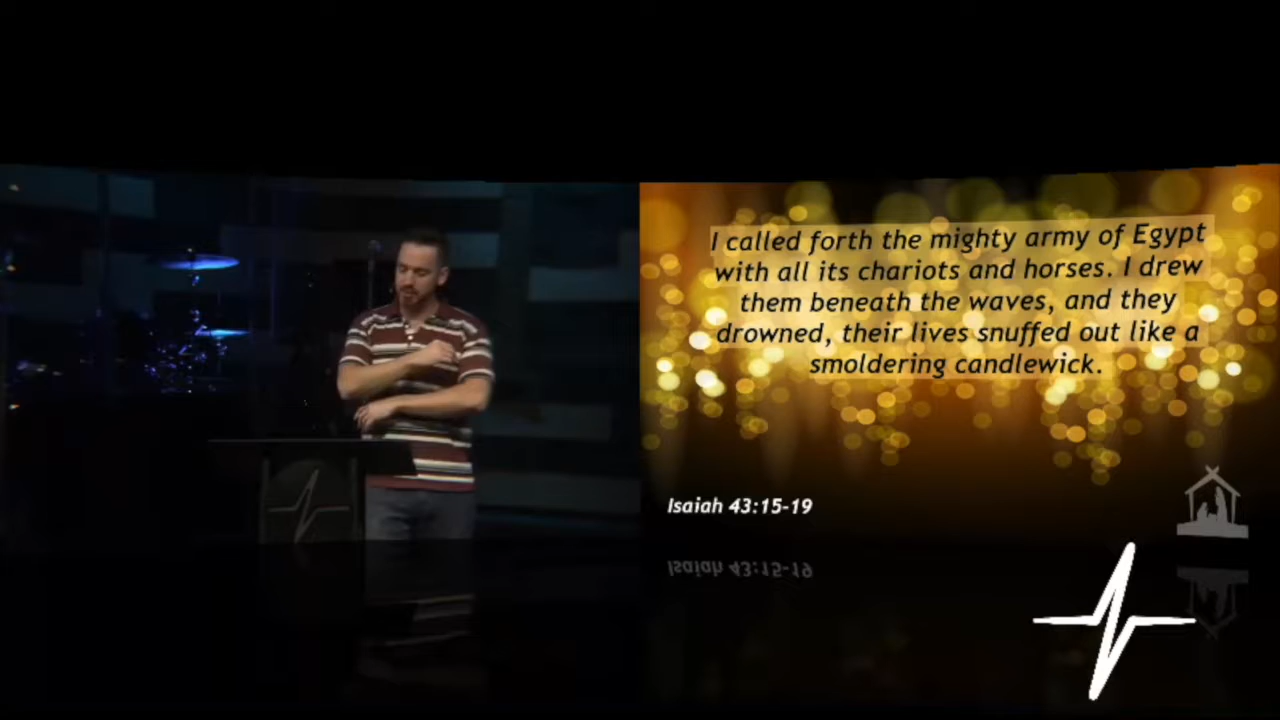 I called forth the mighty army of Egypt
with all its chariots and horses. I drew
them beneath the waves, and they
drowned, their lives snuffed out like a
smoldering candlewick.
Isaiah 43:15-19